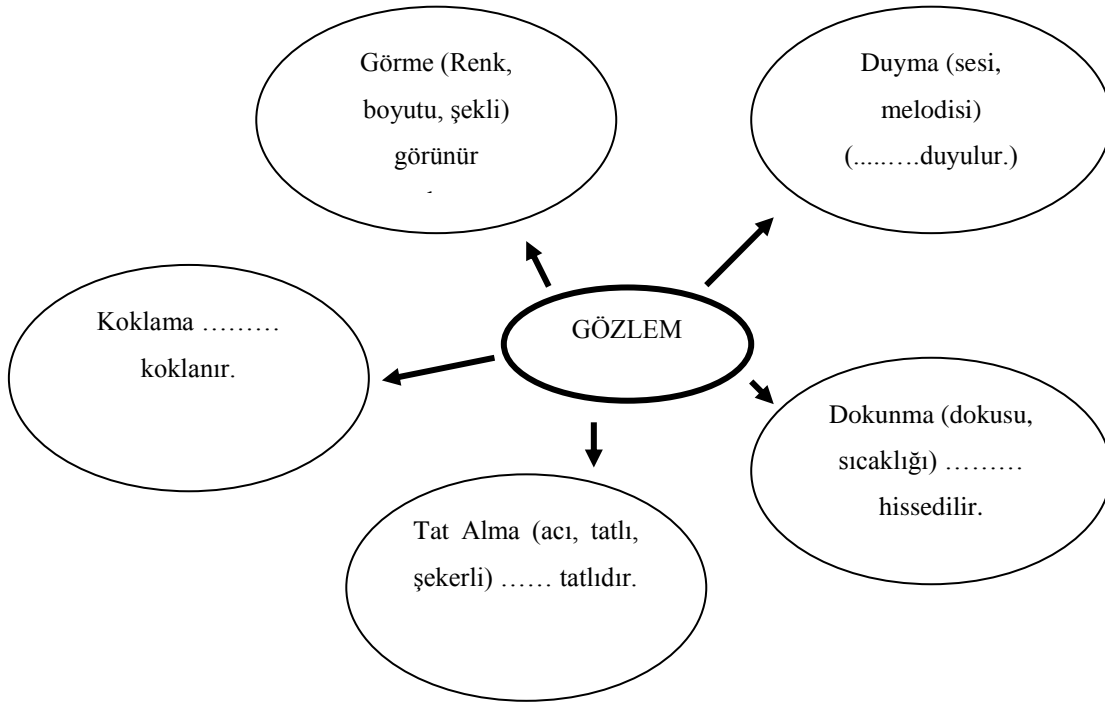 Görme (Renk,
boyutu, şekli)
görünür
Duyma (sesi,
melodisi)
(.....….duyulur.)
GÖZLEM
Koklama ………
koklanır.
Dokunma (dokusu,
sıcaklığı) ………
hissedilir.
Tat Alma (acı, tatlı,
şekerli) …… tatlıdır.